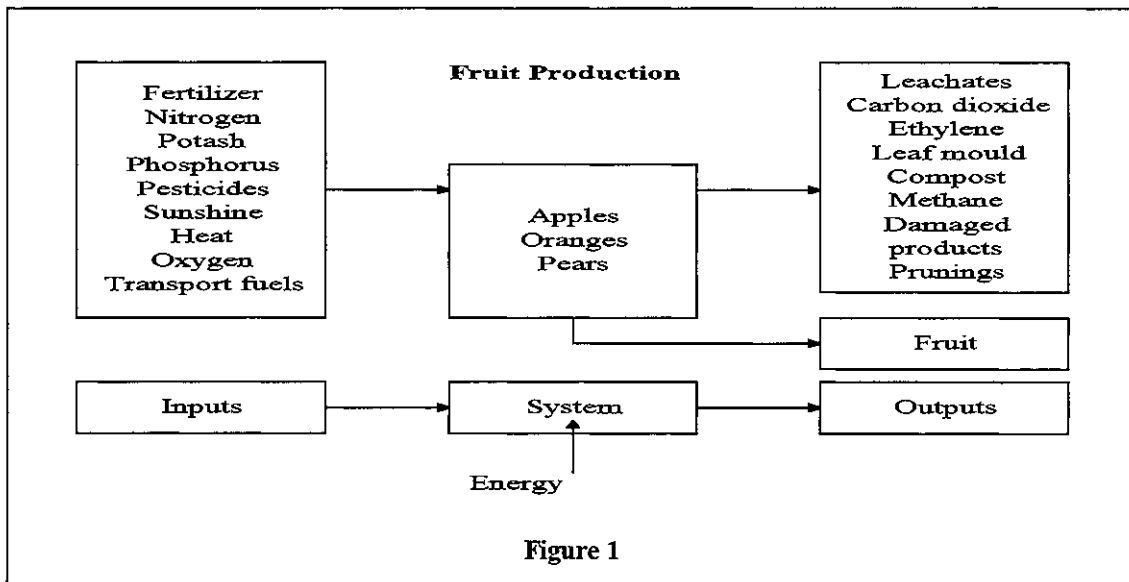 Fruit Production
Fertilizer
Nitrogen
Potash
Phosphorus
Pesticides
Sunshine
Heat
Oxygen
Transport fuels
Apples
Oranges
Pears
Leachates
Carbon dioxide
Ethylene
Leaf mould
Compost
Methane
Damaged
products
Prunings
Fruit
Inputs
System
Outputs
Energy
Figure 1